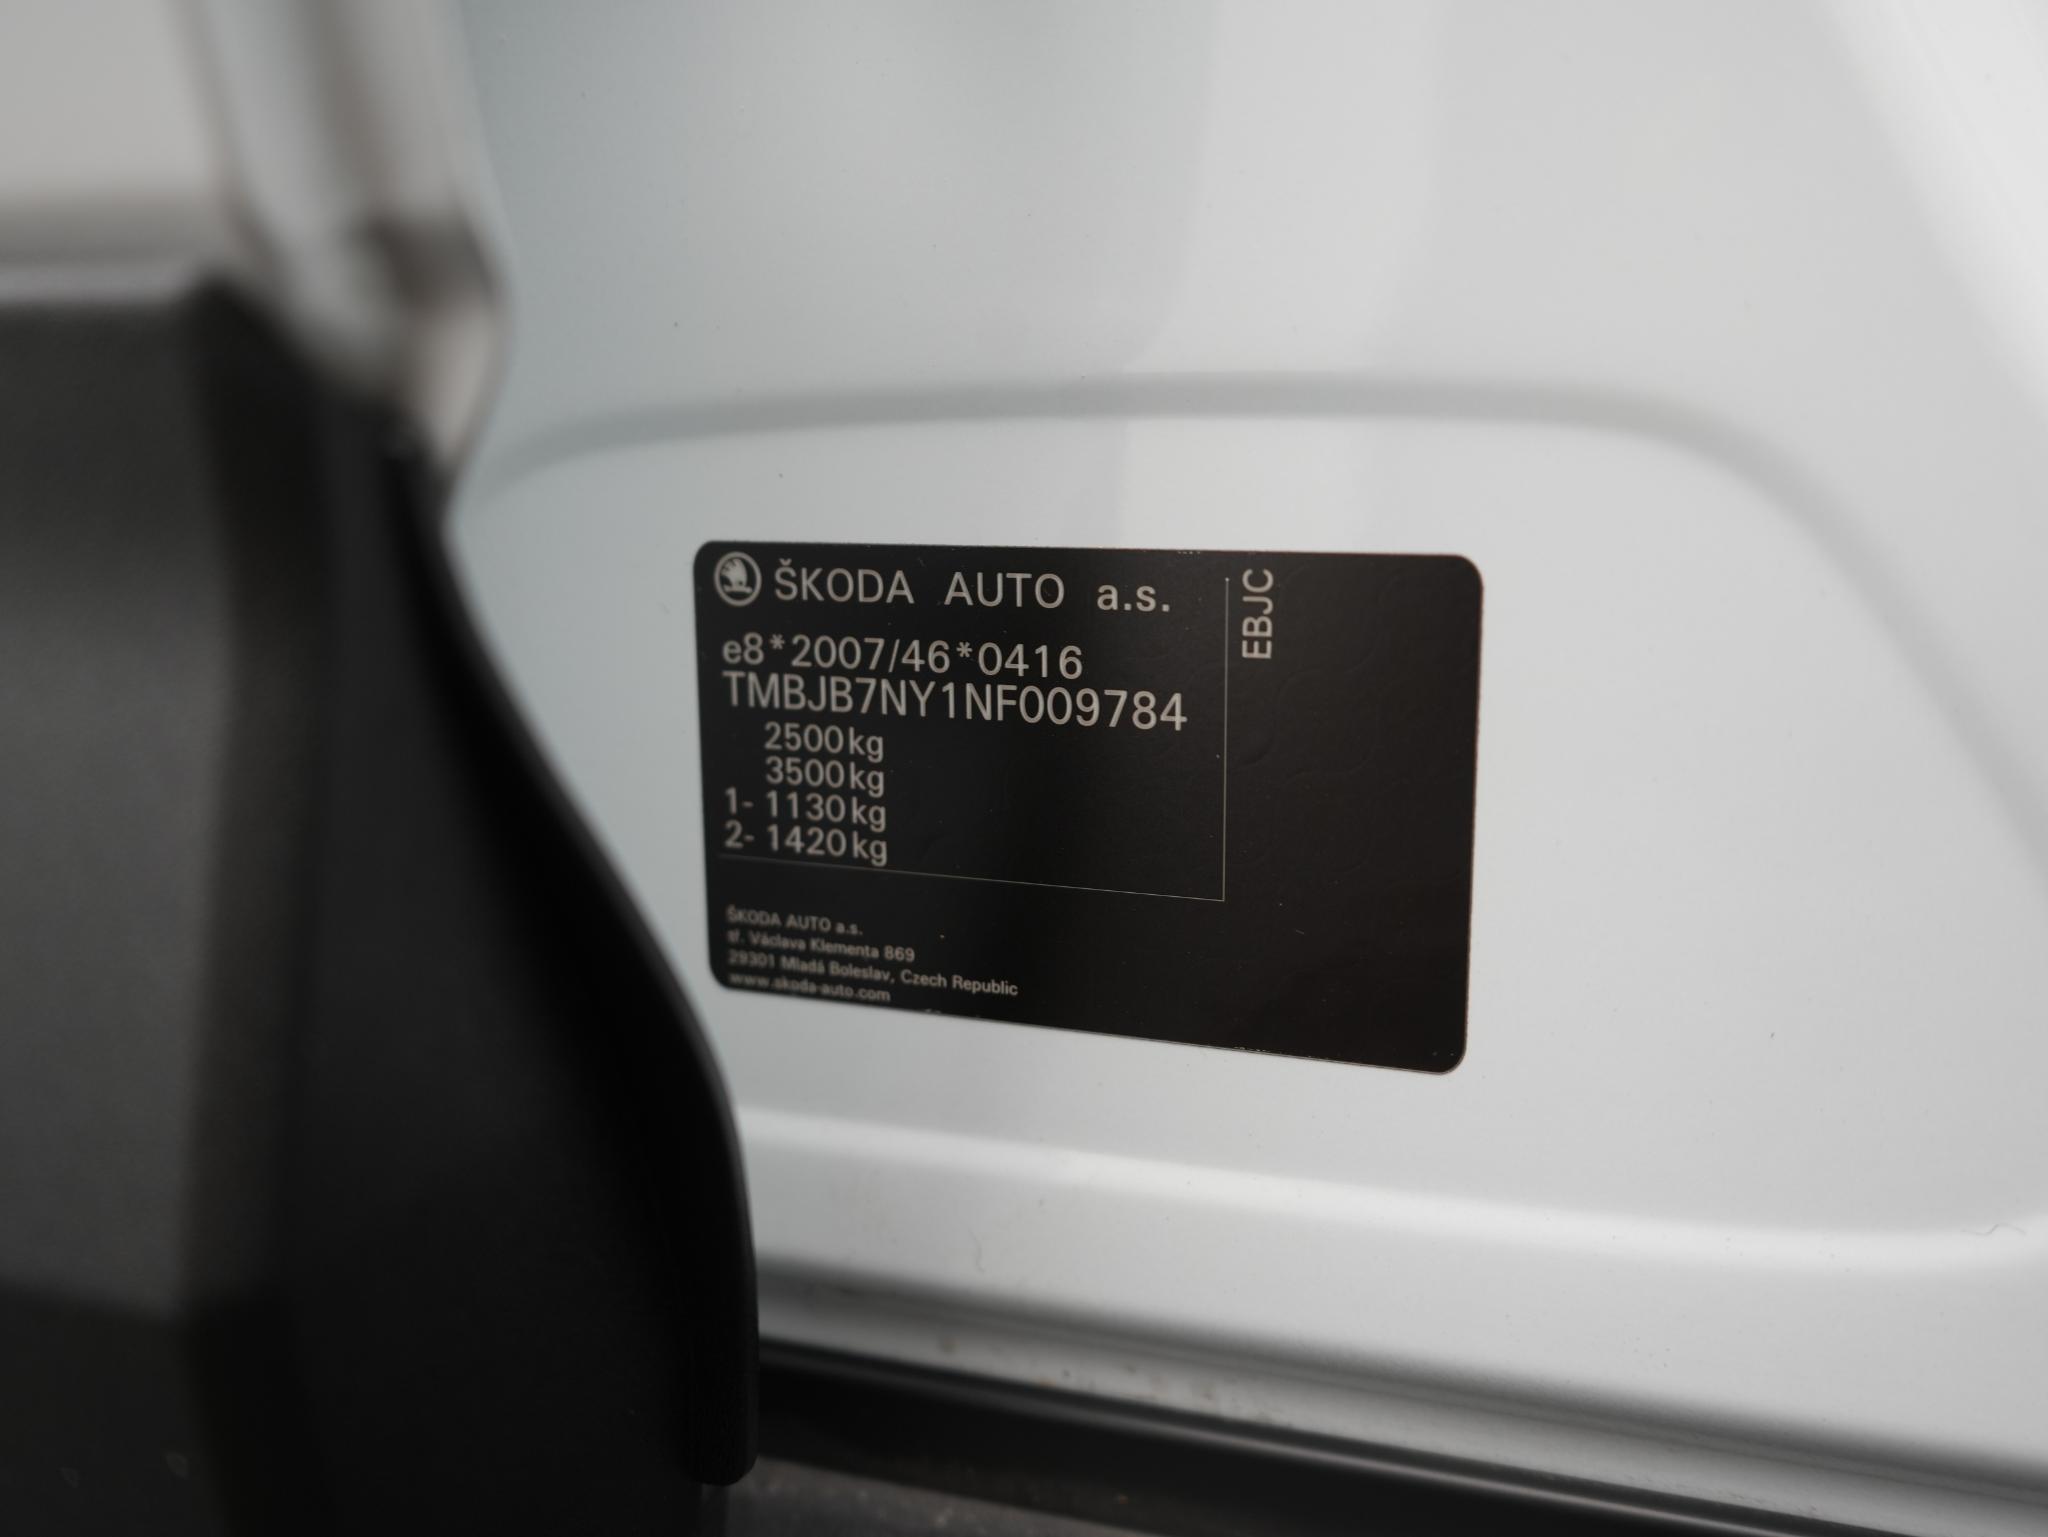 ŠKODA AUTO a.s.
e8*2007/46*0416
TMBJB7NY1NF009784
2500kg
3500kg
1- 1130kg
2- 1420kg
EBJC
ŠKODA AUTO a.s.
tř. Václava Klementa 869
29301 Mladá Boleslav, Czech Republic
www.skoda-auto.com